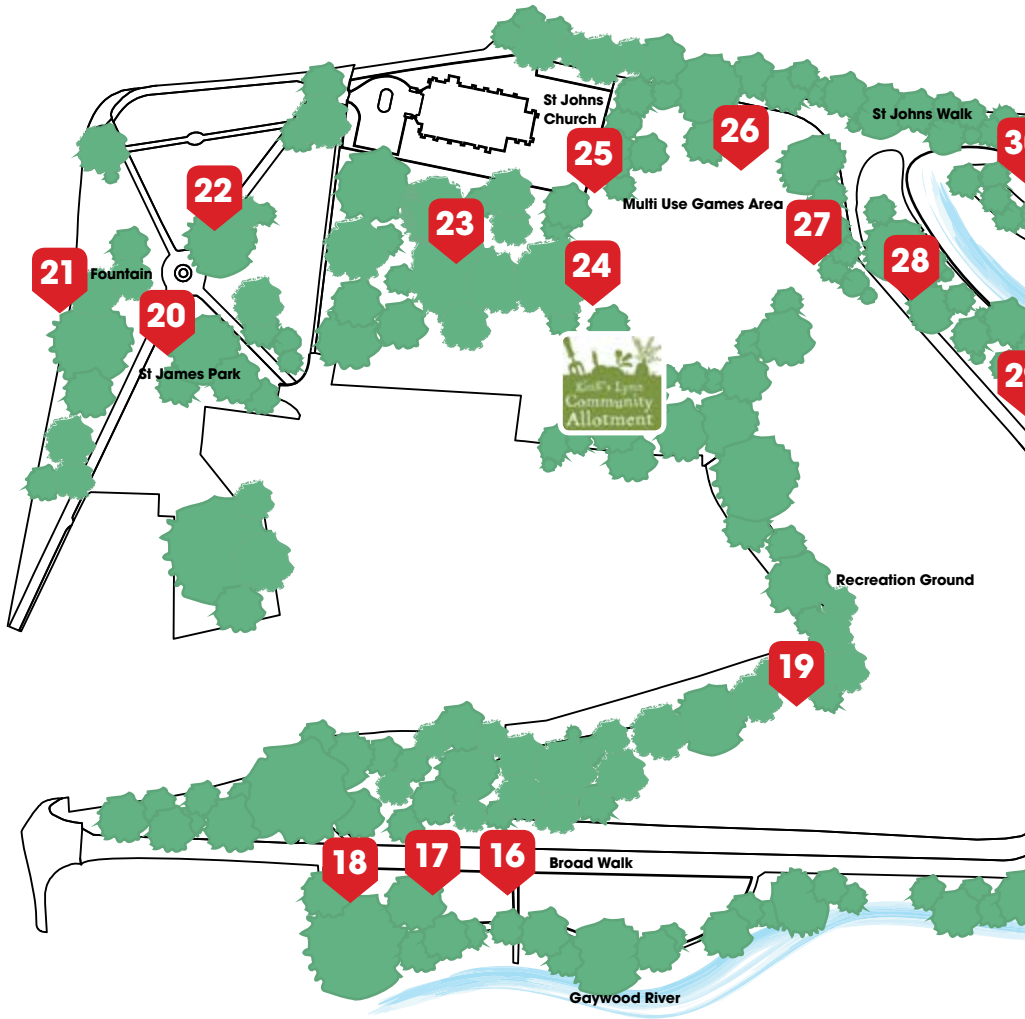 St Johns
Church
St Johns Walk
26
30
25
22
Multi Use Games Area
23
27
21
Fountain
24
28
20
St James Park
King's Lynn
Community
Allotment
Recreation Ground
19
18
17
16
Broad Walk
Gaywood River